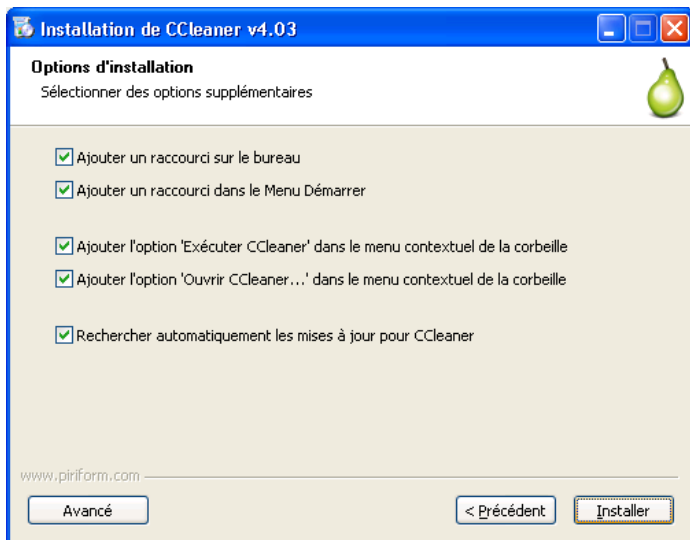 Installation de CCleaner v4.03
Options d'installation
Sélectionner des options supplémentaires
Ajouter un raccourci sur le bureau
Ajouter un raccourci dans le Menu Démarrer
Ajouter l'option 'Exécuter CCleaner' dans le menu contextuel de la corbeille
Ajouter l'option 'Ouvrir CCleaner...' dans le menu contextuel de la corbeille
Rechercher automatiquement les mises à jour pour CCleaner
www.piriform.com
Avancé
< Précédent
Installer